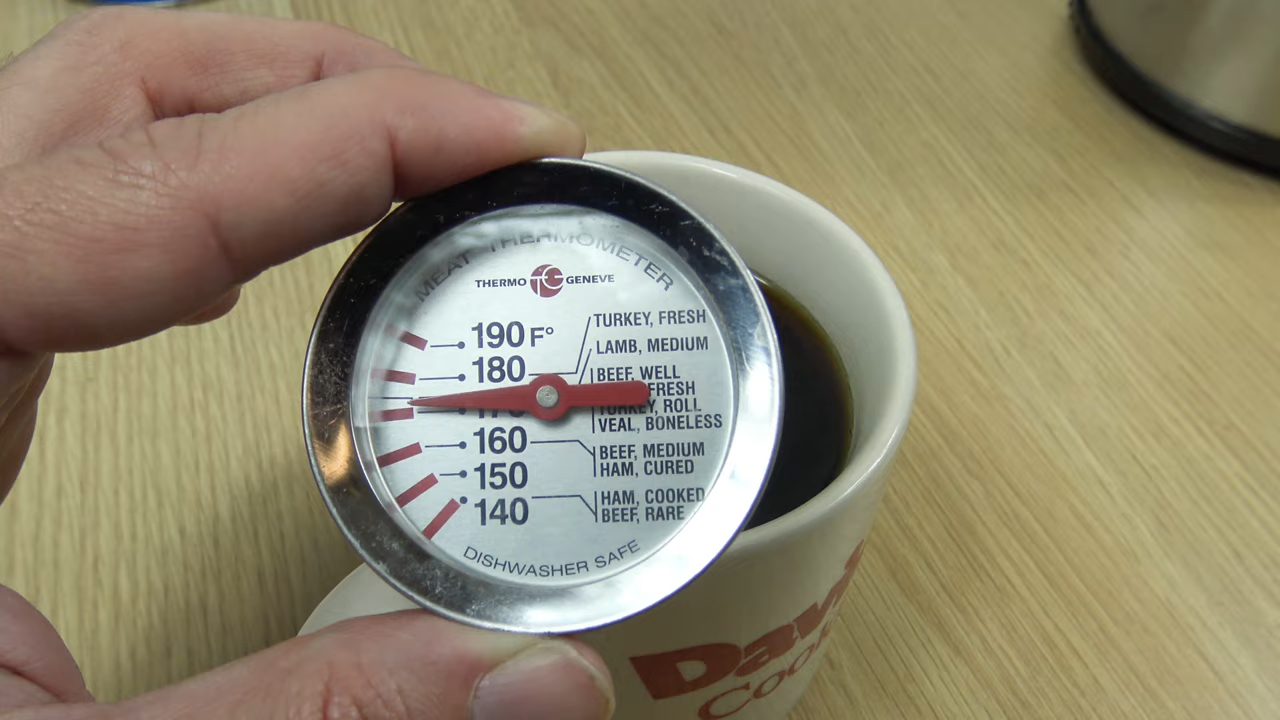 MEAT THERMOMETER
THERMO GENEVE
190 F°
180
160
150
140
TURKEY, FRESH
LAMB, MEDIUM
BEEF, WELL
FRESH
TURKEY, ROLL
VEAL, BONELESS
BEEF, MEDIUM
HAM, CURED
HAM, COOKED
BEEF, RARE
DISHWASHER SAFE